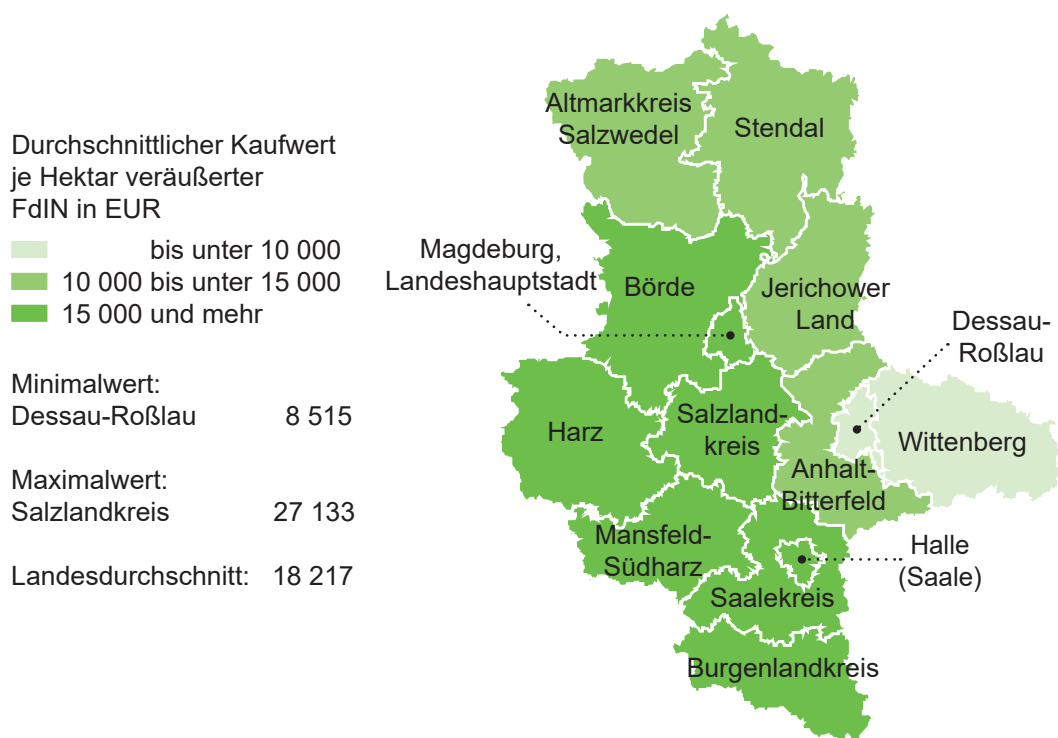 Durchschnittlicher Kaufwert
je Hektar veräußerter
FdIN in EUR
bis unter 10 000
10 000 bis unter 15 000
15 000 und mehr
Minimalwert:
Dessau-Roßlau 8 515
Maximalwert:
Salzlandkreis 27 133
Landesdurchschnitt: 18 217
Altmarkkreis
Salzwedel
Stendal
Magdeburg,
Landeshauptstadt
Börde
Jerichower
Land
Dessau-
Roßlau
Harz
Salzland-
kreis
Wittenberg
Anhalt-
Bitterfeld
Mansfeld-
Südharz
Halle
(Saale)
Saalekreis
Burgenlandkreis